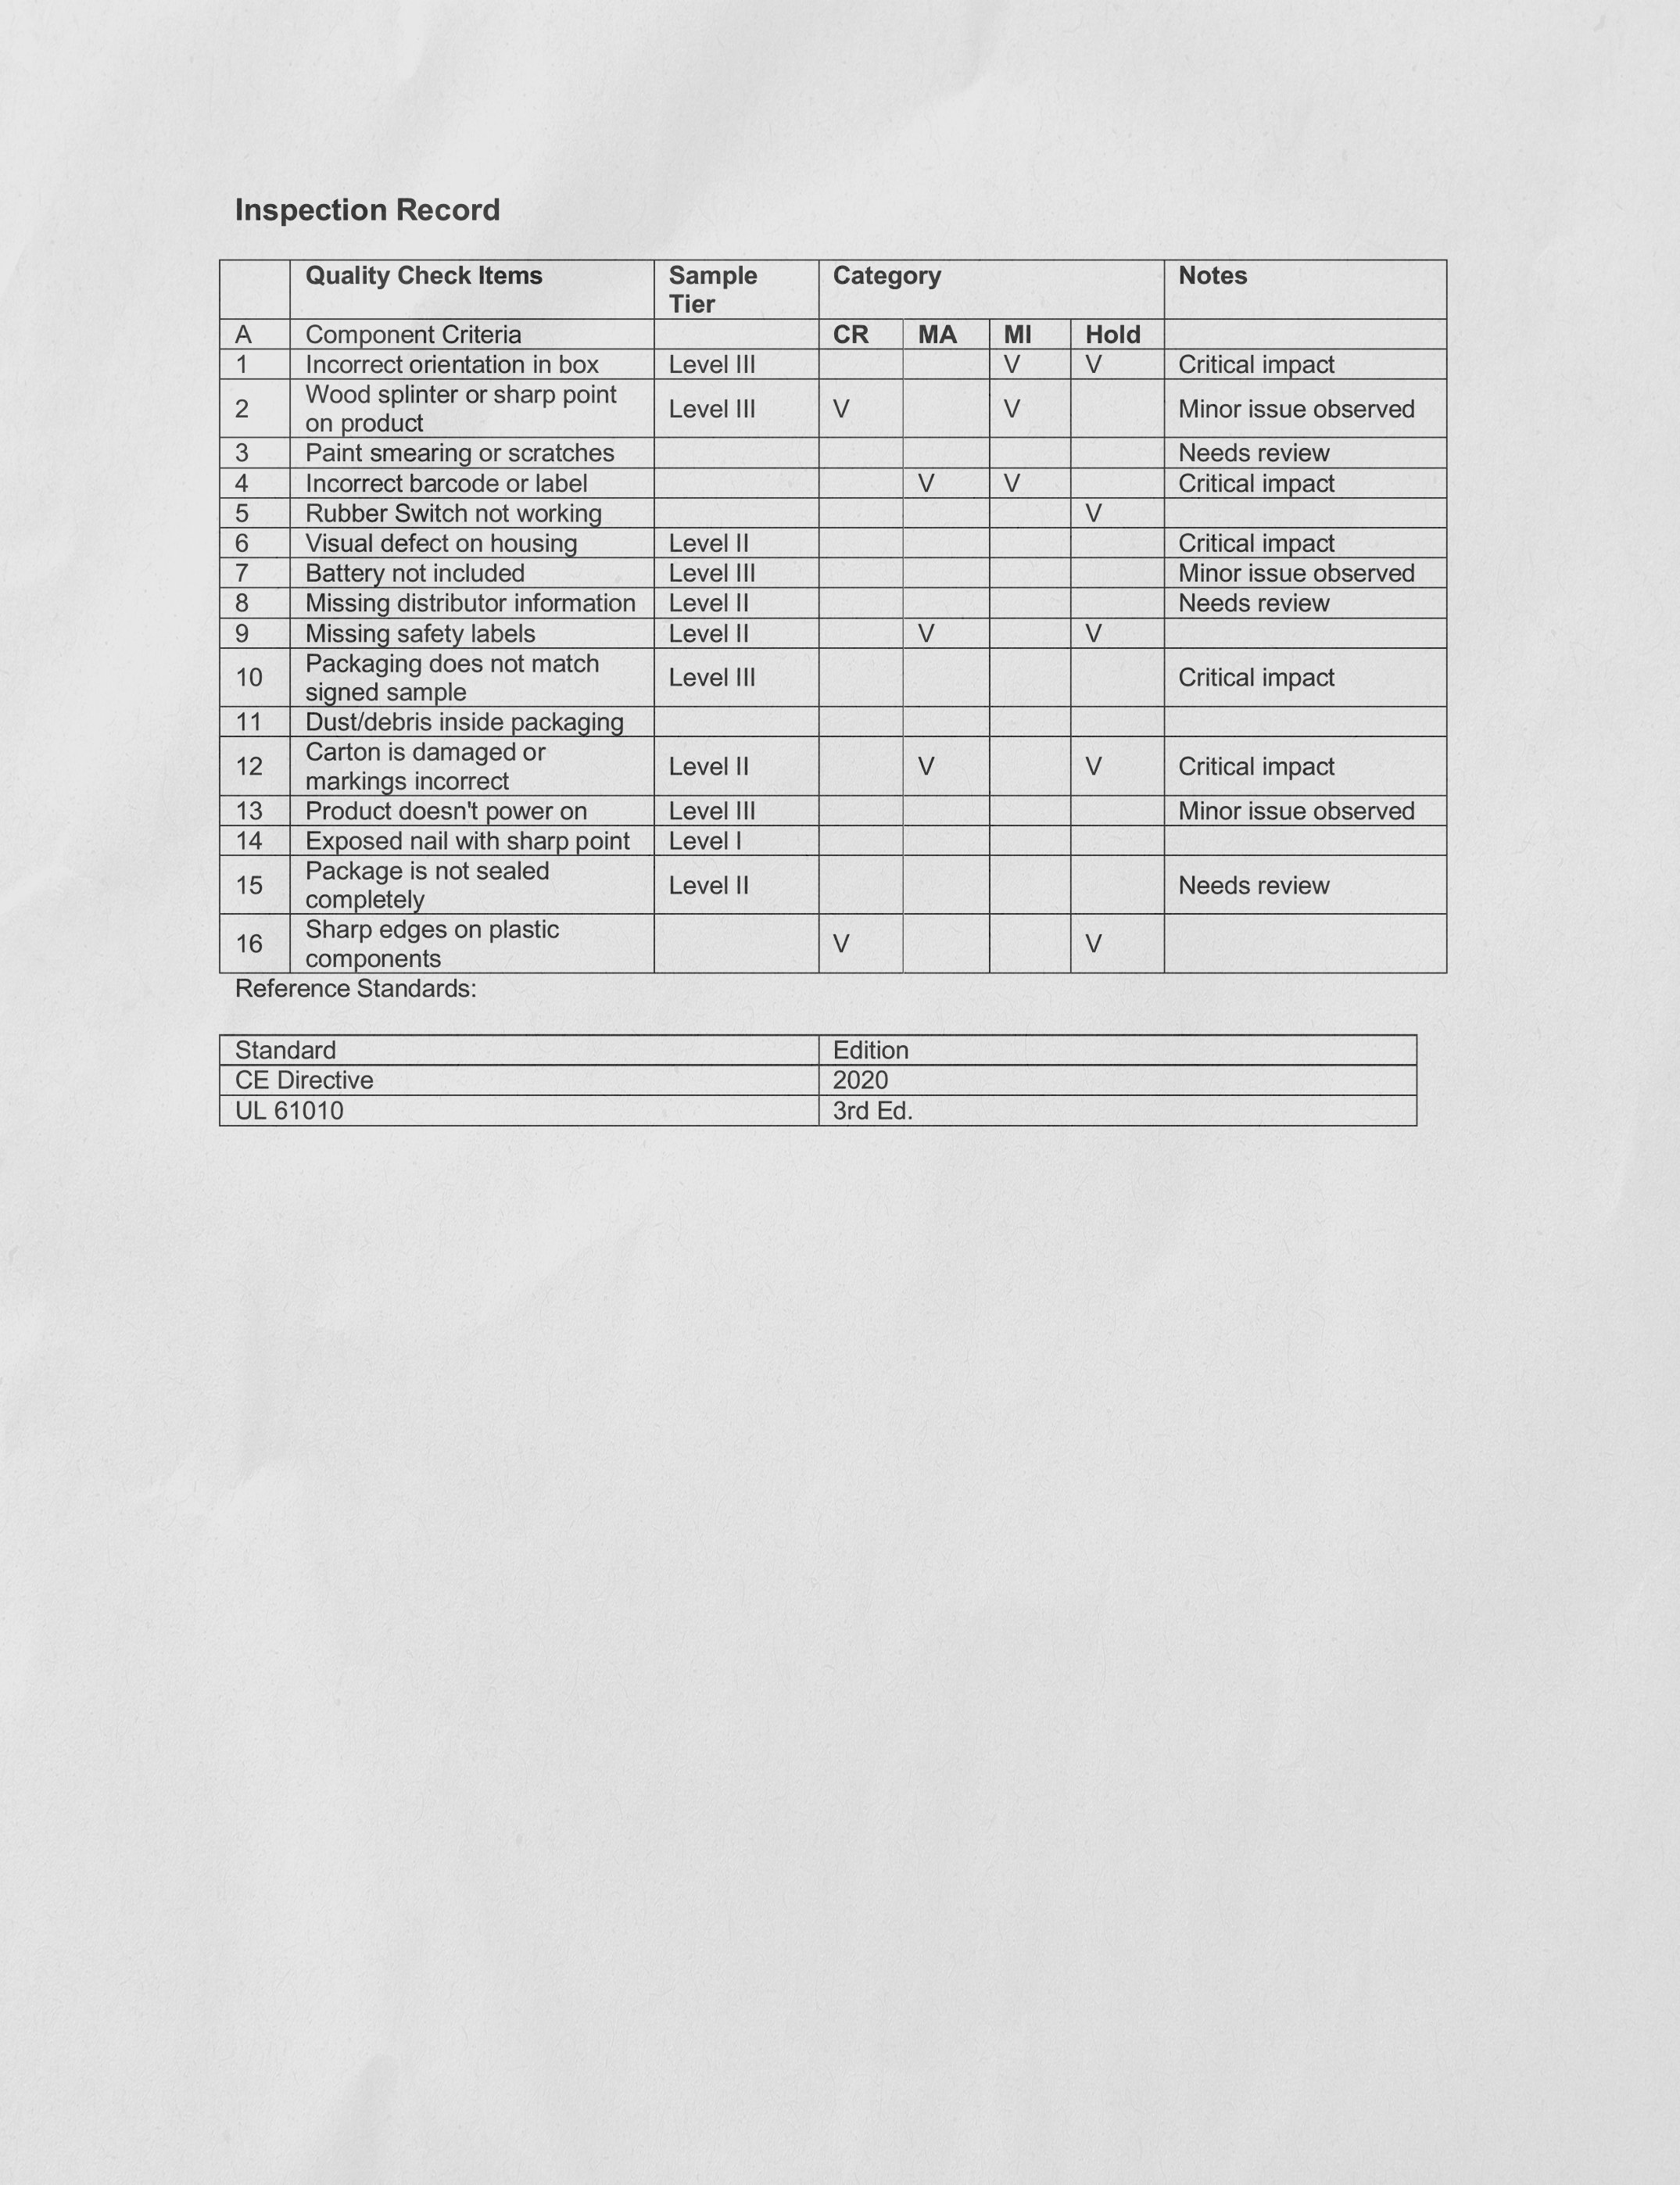 Inspection Record
Quality Check Items Sample Tier Category Notes
A Component Criteria CR MA MI Hold
1 Incorrect orientation in box Level III V V Critical impact
2 Wood splinter or sharp point on product Level III V V Minor issue observed
3 Paint smearing or scratches Needs review
4 Incorrect barcode or label V V Critical impact
5 Rubber Switch not working V
6 Visual defect on housing Level II Critical impact
7 Battery not included Level III Minor issue observed
8 Missing distributor information Level II Needs review
9 Missing safety labels Level II V V
10 Packaging does not match signed sample Level III Critical impact
11 Dust/debris inside packaging
12 Carton is damaged or markings incorrect Level II V V Critical impact
13 Product doesn't power on Level III Minor issue observed
14 Exposed nail with sharp point Level I
15 Package is not sealed completely Level II Needs review
16 Sharp edges on plastic components V V
Reference Standards:
Standard Edition
CE Directive 2020
UL 61010 3rd Ed.